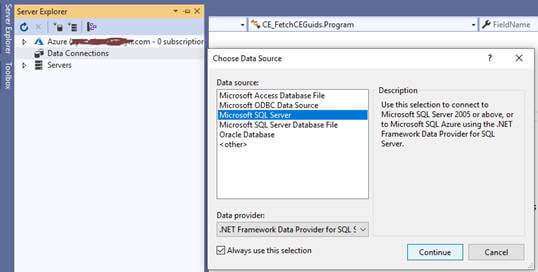 Server Explorer
Server Explorer
Toolbox
Azure (
.com - 0 subscription
Data Connections
Servers
CE_FetchCEGuids.Program
FieldName
Choose Data Source
?
Data source:
Microsoft Access Database File
Microsoft ODBC Data Source
Microsoft SQL Server
Microsoft SQL Server Database File
Oracle Database
<other>
Description
Use this selection to connect to
Microsoft SQL Server 2005 or above, or
to Microsoft SQL Azure using the .NET
Framework Data Provider for SQL
Server.
Data provider:
.NET Framework Data Provider for SQL S
Always use this selection
Continue
Cancel